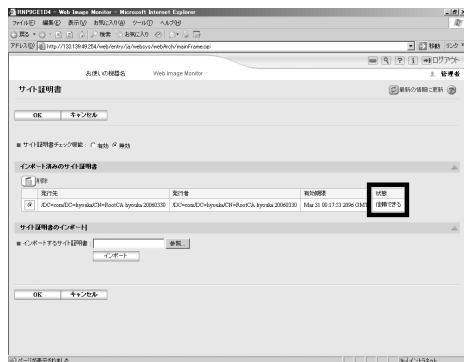 RNP9CE1D4 - Web Image Monitor - Microsoft Internet Explorer
ファイル(F) 編集(E) 表示(V) お気に入り(A) ツール(T) ヘルプ(H)
戻る 検索 お気に入り
アドレス(D) http://133.139.49.254/web/entry/ja/websys/webArch/mainFrame.cgi 移動 リンク
ログアウト
お使いの機器名 Web Image Monitor 管理者
サイト証明書 最新の情報に更新
OK キャンセル
■ サイト証明書チェック機能 : 有効 無効
インポート済みのサイト証明書
削除
発行先 発行者 有効期限 状態
/DC=com/DC=hyouka/CN=RootCA hyouka 20060330 /DC=com/DC=hyouka/CN=RootCA hyouka 20060330 Mar 31 00:17:33 2096 GMT 信頼できる
サイト証明書のインポート
■ インポートするサイト証明書 参照...
インポート
OK キャンセル
ページが表示されました イントラネット